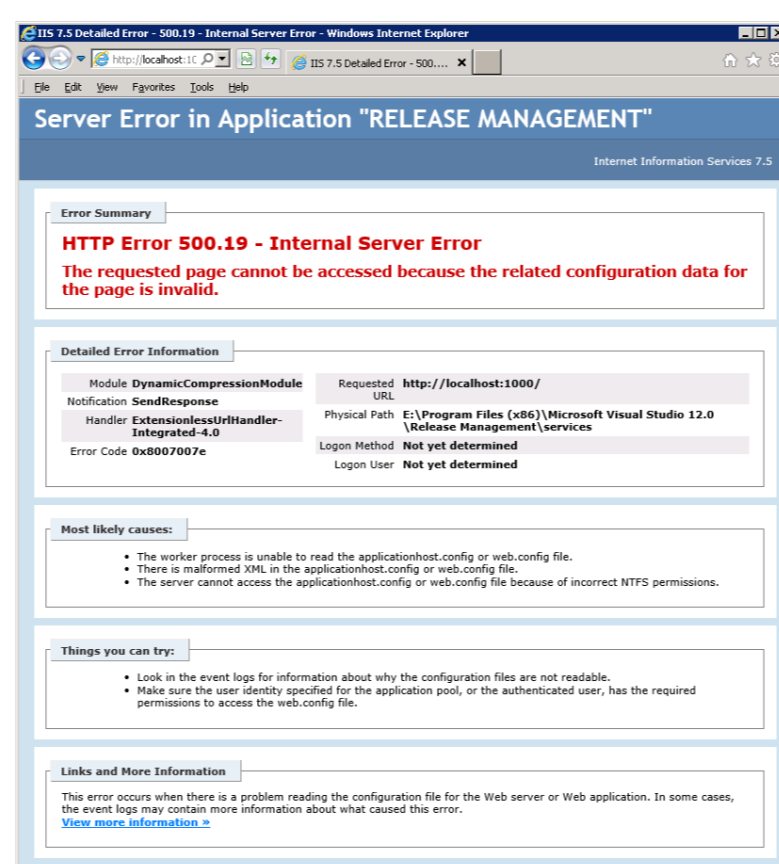 IIS 7.5 Detailed Error - 500.19 - Internal Server Error - Windows Internet Explorer
http://localhost:10
IIS 7.5 Detailed Error - 500....
File Edit View Favorites Tools Help
Server Error in Application "RELEASE MANAGEMENT"
Internet Information Services 7.5
Error Summary
HTTP Error 500.19 - Internal Server Error
The requested page cannot be accessed because the related configuration data for
the page is invalid.
Detailed Error Information
Module DynamicCompressionModule
Notification SendResponse
Handler ExtensionlessUrlHandler-
Integrated-4.0
Error Code 0x8007007e
Requested http://localhost:1000/
URL
Physical Path E:\Program Files (x86)\Microsoft Visual Studio 12.0
\Release Management\services
Logon Method Not yet determined
Logon User Not yet determined
Most likely causes:
• The worker process is unable to read the applicationhost.config or web.config file.
• There is malformed XML in the applicationhost.config or web.config file.
• The server cannot access the applicationhost.config or web.config file because of incorrect NTFS permissions.
Things you can try:
• Look in the event logs for information about why the configuration files are not readable.
• Make sure the user identity specified for the application pool, or the authenticated user, has the required
permissions to access the web.config file.
Links and More Information
This error occurs when there is a problem reading the configuration file for the Web server or Web application. In some cases,
the event logs may contain more information about what caused this error.
View more information »